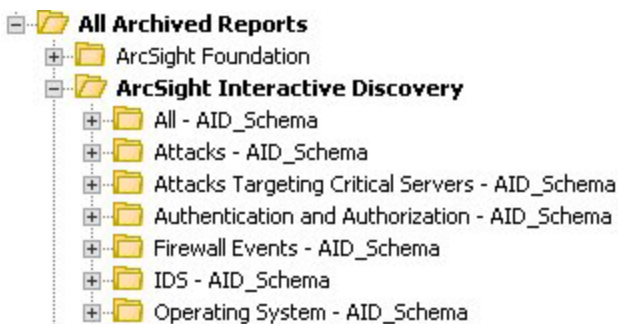 All Archived Reports
ArcSight Foundation
ArcSight Interactive Discovery
All - AID_Schema
Attacks - AID_Schema
Attacks Targeting Critical Servers - AID_Schema
Authentication and Authorization - AID_Schema
Firewall Events - AID_Schema
IDS - AID_Schema
Operating System - AID_Schema